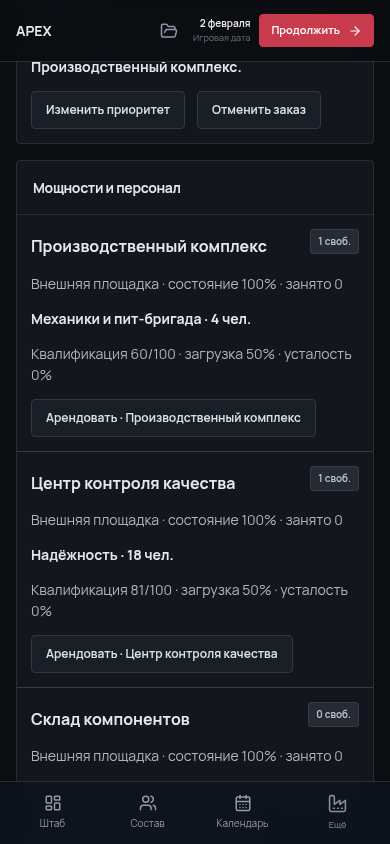 APEX
2 февраля
Игровая дата
Продолжить
Производственный комплекс.
Изменить приоритет
Отменить заказ
Мощности и персонал
Производственный комплекс
1 своб.
Внешняя площадка · состояние 100% · занято 0
Механики и пит-бригада · 4 чел.
Квалификация 60/100 · загрузка 50% · усталость
0%
Арендовать · Производственный комплекс
Центр контроля качества
1 своб.
Внешняя площадка · состояние 100% · занято 0
Надёжность · 18 чел.
Квалификация 81/100 · загрузка 50% · усталость
0%
Арендовать · Центр контроля качества
Склад компонентов
0 своб.
Внешняя площадка · состояние 100% · занято 0
Штаб
Состав
Календарь
Ещё